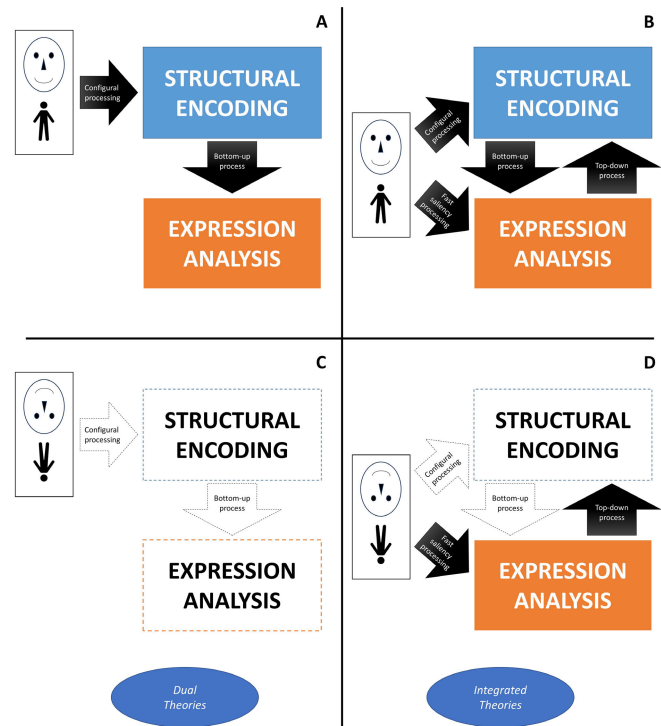 A
Configural
processing
STRUCTURAL
ENCODING
Bottom-up
process
EXPRESSION
ANALYSIS
B
Configural
processing
STRUCTURAL
ENCODING
Bottom-up
process
Top-down
process
Fast
saliency
processing
EXPRESSION
ANALYSIS
C
Configural
processing
STRUCTURAL
ENCODING
Bottom-up
process
EXPRESSION
ANALYSIS
Dual
Theories
D
Configural
processing
STRUCTURAL
ENCODING
Bottom-up
process
Top-down
process
Fast
saliency
processing
EXPRESSION
ANALYSIS
Integrated
Theories